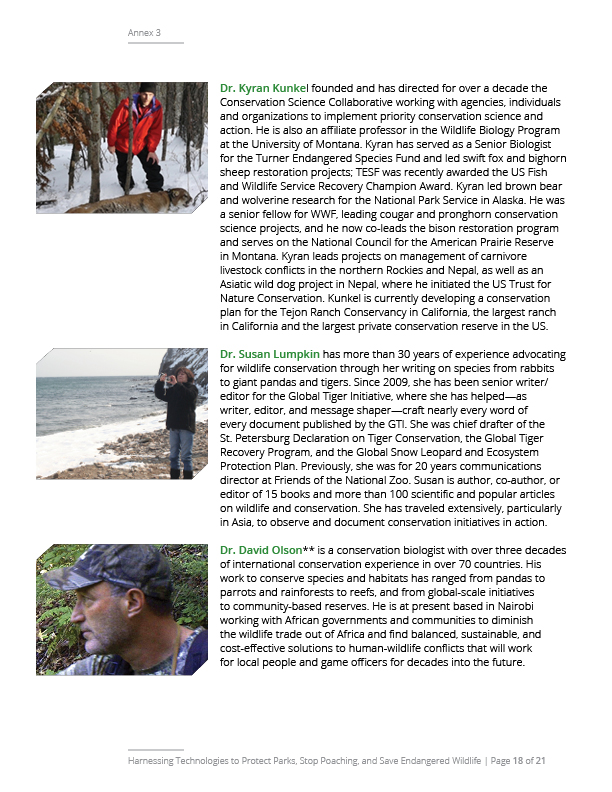 Annex 3
Dr. Kyran Kunkel founded and has directed for over a decade the
Conservation Science Collaborative working with agencies, individuals
and organizations to implement priority conservation science and
action. He is also an affiliate professor in the Wildlife Biology Program
at the University of Montana. Kyran has served as a Senior Biologist
for the Turner Endangered Species Fund and led swift fox and bighorn
sheep restoration projects; TESF was recently awarded the US Fish
and Wildlife Service Recovery Champion Award. Kyran led brown bear
and wolverine research for the National Park Service in Alaska. He was
a senior fellow for WWF, leading cougar and pronghorn conservation
science projects, and he now co-leads the bison restoration program
and serves on the National Council for the American Prairie Reserve
in Montana. Kyran leads projects on management of carnivore
livestock conflicts in the northern Rockies and Nepal, as well as an
Asiatic wild dog project in Nepal, where he initiated the US Trust for
Nature Conservation. Kunkel is currently developing a conservation
plan for the Tejon Ranch Conservancy in California, the largest ranch
in California and the largest private conservation reserve in the US.
Dr. Susan Lumpkin has more than 30 years of experience advocating
for wildlife conservation through her writing on species from rabbits
to giant pandas and tigers. Since 2009, she has been senior writer/
editor for the Global Tiger Initiative, where she has helped—as
writer, editor, and message shaper—craft nearly every word of
every document published by the GTI. She was chief drafter of the
St. Petersburg Declaration on Tiger Conservation, the Global Tiger
Recovery Program, and the Global Snow Leopard and Ecosystem
Protection Plan. Previously, she was for 20 years communications
director at Friends of the National Zoo. Susan is author, co-author, or
editor of 15 books and more than 100 scientific and popular articles
on wildlife and conservation. She has traveled extensively, particularly
in Asia, to observe and document conservation initiatives in action.
Dr. David Olson** is a conservation biologist with over three decades
of international conservation experience in over 70 countries. His
work to conserve species and habitats has ranged from pandas to
parrots and rainforests to reefs, and from global-scale initiatives
to community-based reserves. He is at present based in Nairobi
working with African governments and communities to diminish
the wildlife trade out of Africa and find balanced, sustainable, and
cost-effective solutions to human-wildlife conflicts that will work
for local people and game officers for decades into the future.
Harnessing Technologies to Protect Parks, Stop Poaching, and Save Endangered Wildlife | Page 18 of 21